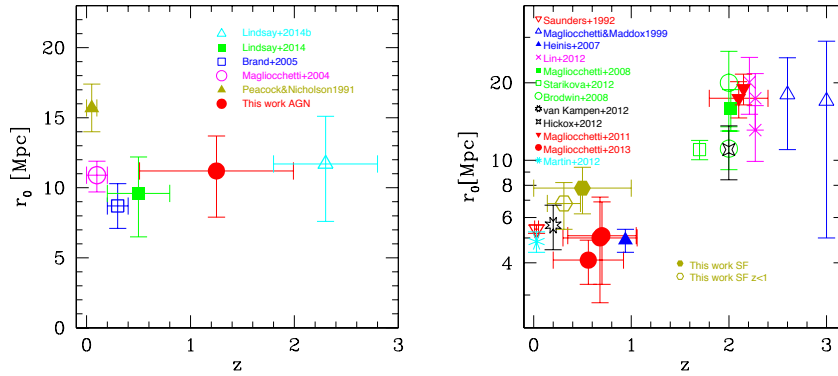 Lindsay+2014b
Lindsay+2014
Brand+2005
Magliocchetti+2004
Peacock&Nicholson1991
This work AGN
r₀ [Mpc]
20
15
10
5
0
0 1 2 3
z
Saunders+1992
Magliocchetti&Maddox1999
Heinis+2007
Lin+2012
Magliocchetti+2008
Starikova+2012
Brodwin+2008
van Kampen+2012
Hickox+2012
Magliocchetti+2011
Magliocchetti+2013
Martin+2012
r₀[Mpc]
20
10
8
6
4
This work SF
This work SF z<1
0 1 2 3
z